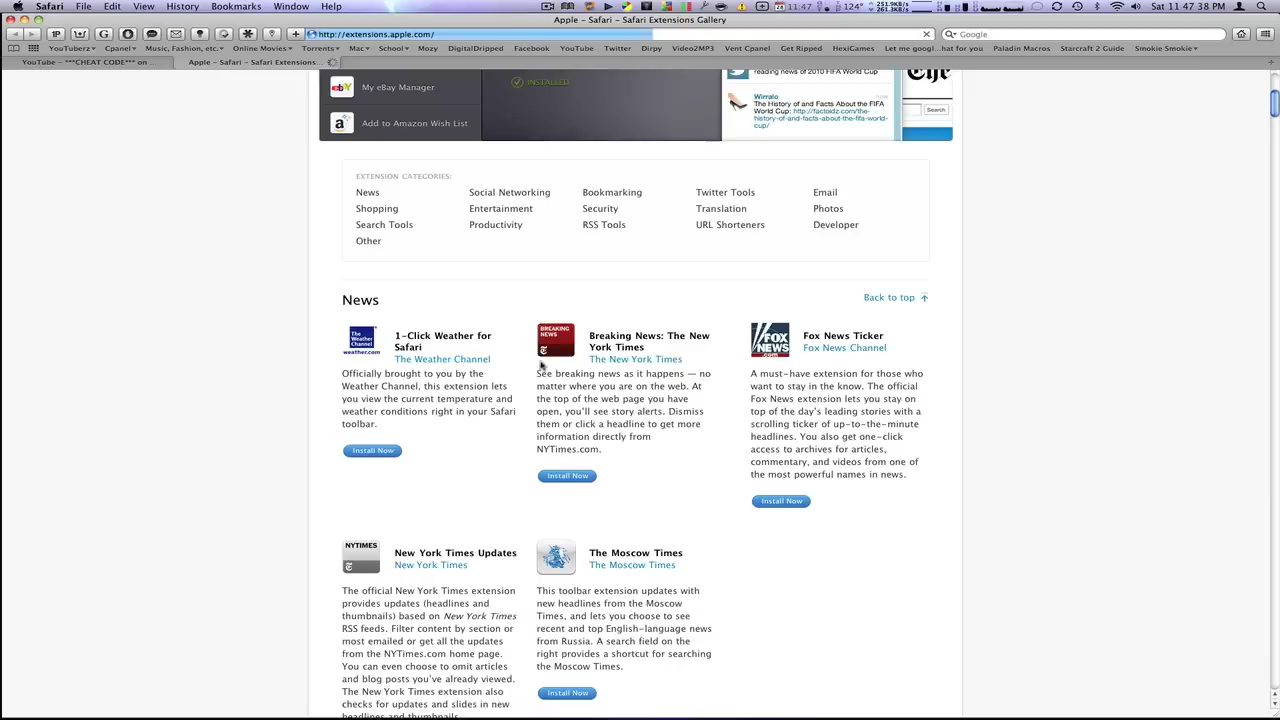 Safari File Edit View History Bookmarks Window Help
11:47 124° Sat 11:47:38 PM
Apple – Safari – Safari Extensions Gallery
http://extensions.apple.com/
Google
YouTuberz Cpanel Music, Fashion, etc. Online Movies Torrents Mac School Mozy DigitalDripped Facebook YouTube Twitter Dirpy Video2MP3 Vent Cpanel Get Ripped HexiGames Let me googl...hat for you Paladin Macros Starcraft 2 Guide Smokie Smokie
YouTube – ***CHEAT CODE*** on ...
Apple – Safari – Safari Extensions...
My eBay Manager
Add to Amazon Wish List
INSTALLED
reading news of 2010 FIFA World Cup
Wirralo
The History of and Facts About the FIFA
World Cup: http://factoidz.com/the-
history-of-and-facts-about-the-fifa-world-
cup/
Search
EXTENSION CATEGORIES:
News Social Networking Bookmarking Twitter Tools Email
Shopping Entertainment Security Translation Photos
Search Tools Productivity RSS Tools URL Shorteners Developer
Other
News
Back to top
The Weather Channel
weather.com
1-Click Weather for
Safari
The Weather Channel
Officially brought to you by the
Weather Channel, this extension lets
you view the current temperature and
weather conditions right in your Safari
toolbar.
Install Now
BREAKING
NEWS
Breaking News: The New
York Times
The New York Times
See breaking news as it happens — no
matter where you are on the web. At
the top of the web page you have
open, you'll see story alerts. Dismiss
them or click a headline to get more
information directly from
NYTimes.com.
Install Now
FOX
NEWS
.com
Fox News Ticker
Fox News Channel
A must-have extension for those who
want to stay in the know. The official
Fox News extension lets you stay on
top of the day's leading stories with a
scrolling ticker of up-to-the-minute
headlines. You also get one-click
access to archives for articles,
commentary, and videos from one of
the most powerful names in news.
Install Now
NYTIMES
New York Times Updates
New York Times
The official New York Times extension
provides updates (headlines and
thumbnails) based on New York Times
RSS feeds. Filter content by section or
most emailed or get all the updates
from the NYTimes.com home page.
You can even choose to omit articles
and blog posts you've already viewed.
The New York Times extension also
checks for updates and slides in new
headlines and thumbnails.
The Moscow Times
The Moscow Times
This toolbar extension updates with
new headlines from the Moscow
Times, and lets you choose to see
recent and top English-language news
from Russia. A search field on the
right provides a shortcut for searching
the Moscow Times.
Install Now